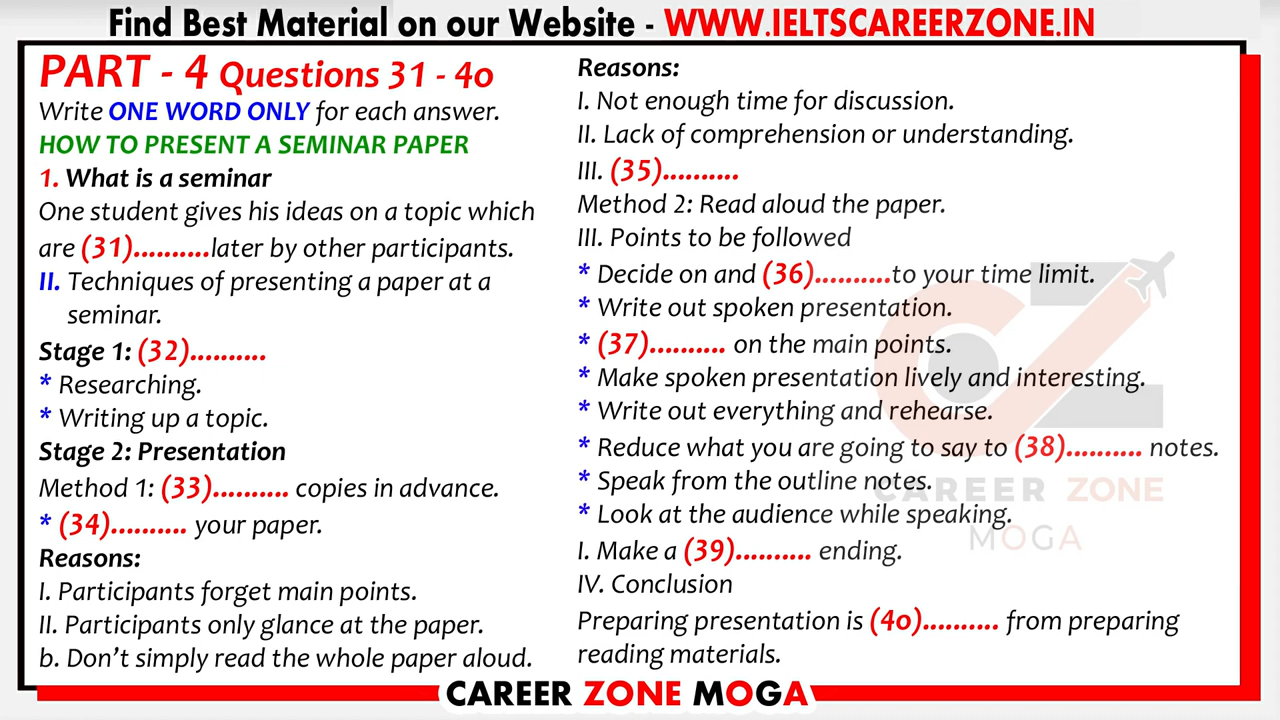 Find Best Material on our Website - WWW.IELTSCAREERZONE.IN
PART - 4 Questions 31 - 40
Write ONE WORD ONLY for each answer.
HOW TO PRESENT A SEMINAR PAPER
1. What is a seminar
One student gives his ideas on a topic which
are (31)..........later by other participants.
II. Techniques of presenting a paper at a
seminar.
Stage 1: (32)..........
* Researching.
* Writing up a topic.
Stage 2: Presentation
Method 1: (33).......... copies in advance.
* (34).......... your paper.
Reasons:
I. Participants forget main points.
II. Participants only glance at the paper.
b. Don't simply read the whole paper aloud.
Reasons:
I. Not enough time for discussion.
II. Lack of comprehension or understanding.
III. (35)..........
Method 2: Read aloud the paper.
III. Points to be followed
* Decide on and (36)..........to your time limit.
* Write out spoken presentation.
* (37).......... on the main points.
* Make spoken presentation lively and interesting.
* Write out everything and rehearse.
* Reduce what you are going to say to (38).......... notes.
* Speak from the outline notes.
* Look at the audience while speaking.
I. Make a (39).......... ending.
IV. Conclusion
Preparing presentation is (40).......... from preparing
reading materials.
CAREER ZONE
MOGA
CAREER ZONE MOGA